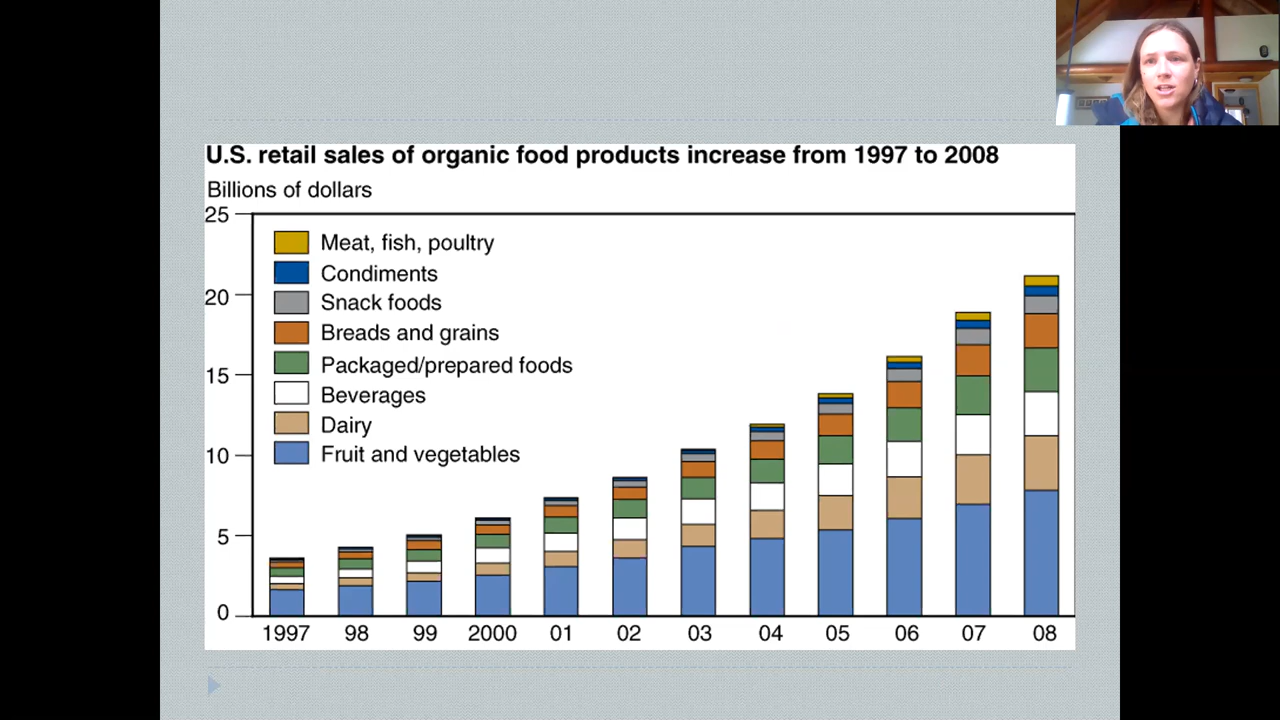 U.S. retail sales of organic food products increase from 1997 to 2008
Billions of dollars
25
20
15
10
5
0
Meat, fish, poultry
Condiments
Snack foods
Breads and grains
Packaged/prepared foods
Beverages
Dairy
Fruit and vegetables
1997 98 99 2000 01 02 03 04 05 06 07 08